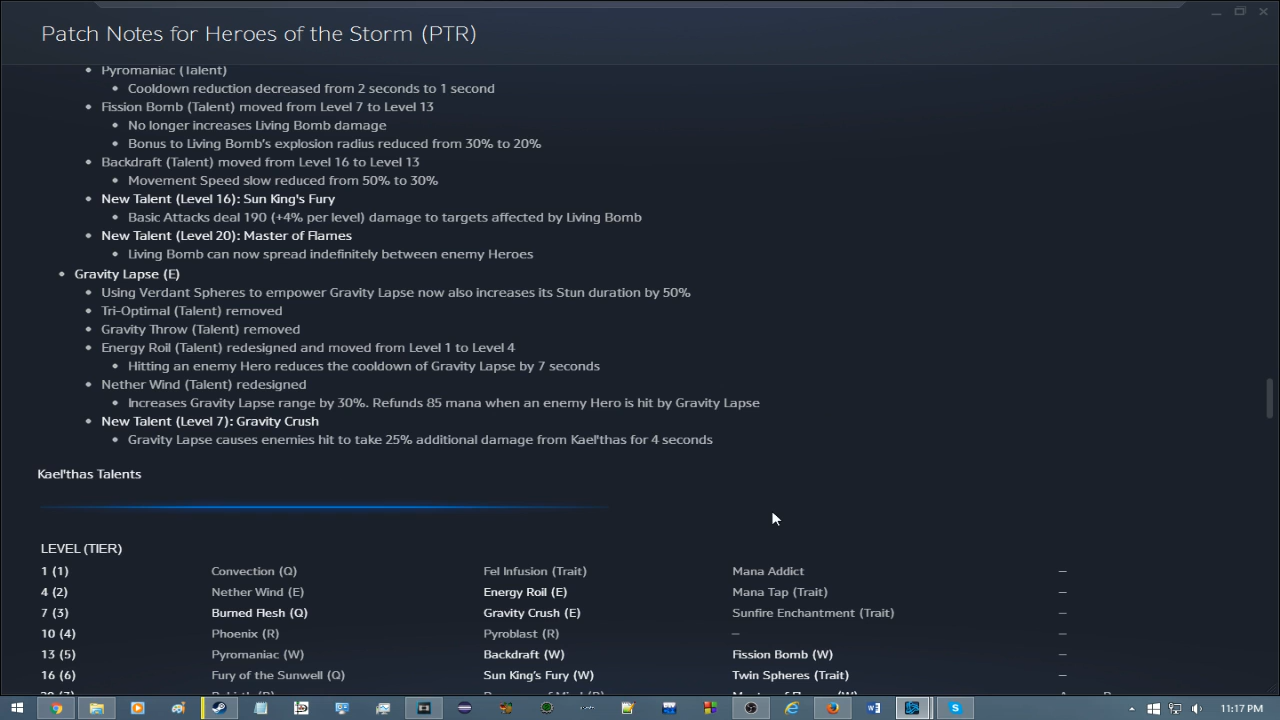 Patch Notes for Heroes of the Storm (PTR)
Pyromaniac (Talent)
Cooldown reduction decreased from 2 seconds to 1 second
Fission Bomb (Talent) moved from Level 7 to Level 13
No longer increases Living Bomb damage
Bonus to Living Bomb's explosion radius reduced from 30% to 20%
Backdraft (Talent) moved from Level 16 to Level 13
Movement Speed slow reduced from 50% to 30%
New Talent (Level 16): Sun King's Fury
Basic Attacks deal 190 (+4% per level) damage to targets affected by Living Bomb
New Talent (Level 20): Master of Flames
Living Bomb can now spread indefinitely between enemy Heroes
Gravity Lapse (E)
Using Verdant Spheres to empower Gravity Lapse now also increases its Stun duration by 50%
Tri-Optimal (Talent) removed
Gravity Throw (Talent) removed
Energy Roil (Talent) redesigned and moved from Level 1 to Level 4
Hitting an enemy Hero reduces the cooldown of Gravity Lapse by 7 seconds
Nether Wind (Talent) redesigned
Increases Gravity Lapse range by 30%. Refunds 85 mana when an enemy Hero is hit by Gravity Lapse
New Talent (Level 7): Gravity Crush
Gravity Lapse causes enemies hit to take 25% additional damage from Kael'thas for 4 seconds
Kael'thas Talents
LEVEL (TIER)
1 (1) Convection (Q) Fel Infusion (Trait) Mana Addict –
4 (2) Nether Wind (E) Energy Roil (E) Mana Tap (Trait) –
7 (3) Burned Flesh (Q) Gravity Crush (E) Sunfire Enchantment (Trait) –
10 (4) Phoenix (R) Pyroblast (R) – –
13 (5) Pyromaniac (W) Backdraft (W) Fission Bomb (W) –
16 (6) Fury of the Sunwell (Q) Sun King's Fury (W) Twin Spheres (Trait) –
11:17 PM